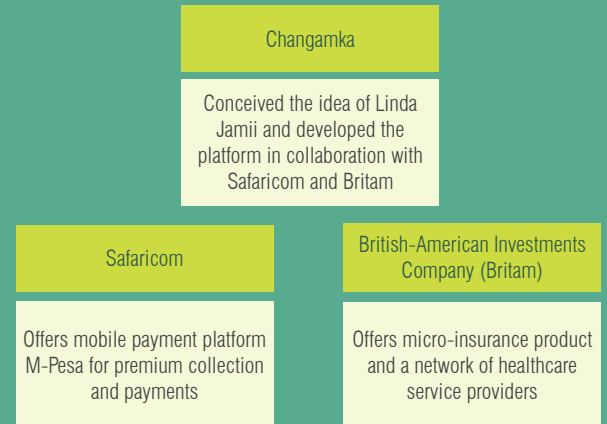 Changamka
Conceived the idea of Linda
Jamii and developed the
platform in collaboration with
Safaricom and Britam
Safaricom
Offers mobile payment platform
M-Pesa for premium collection
and payments
British-American Investments
Company (Britam)
Offers micro-insurance product
and a network of healthcare
service providers